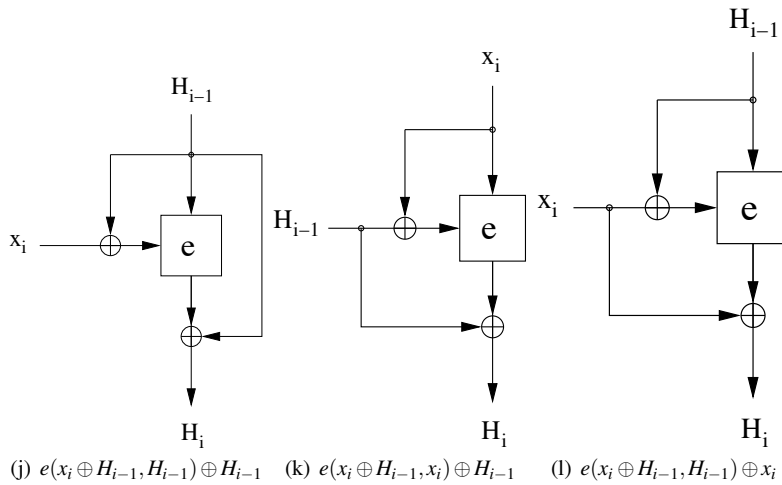 H_{i–1}
x_i
e
H_i
x_i
H_{i–1}
e
H_i
H_{i–1}
x_i
e
H_i
(j) e(x_i ⊕ H_{i−1}, H_{i−1}) ⊕ H_{i−1}
(k) e(x_i ⊕ H_{i−1}, x_i) ⊕ H_{i−1}
(l) e(x_i ⊕ H_{i−1}, H_{i−1}) ⊕ x_i